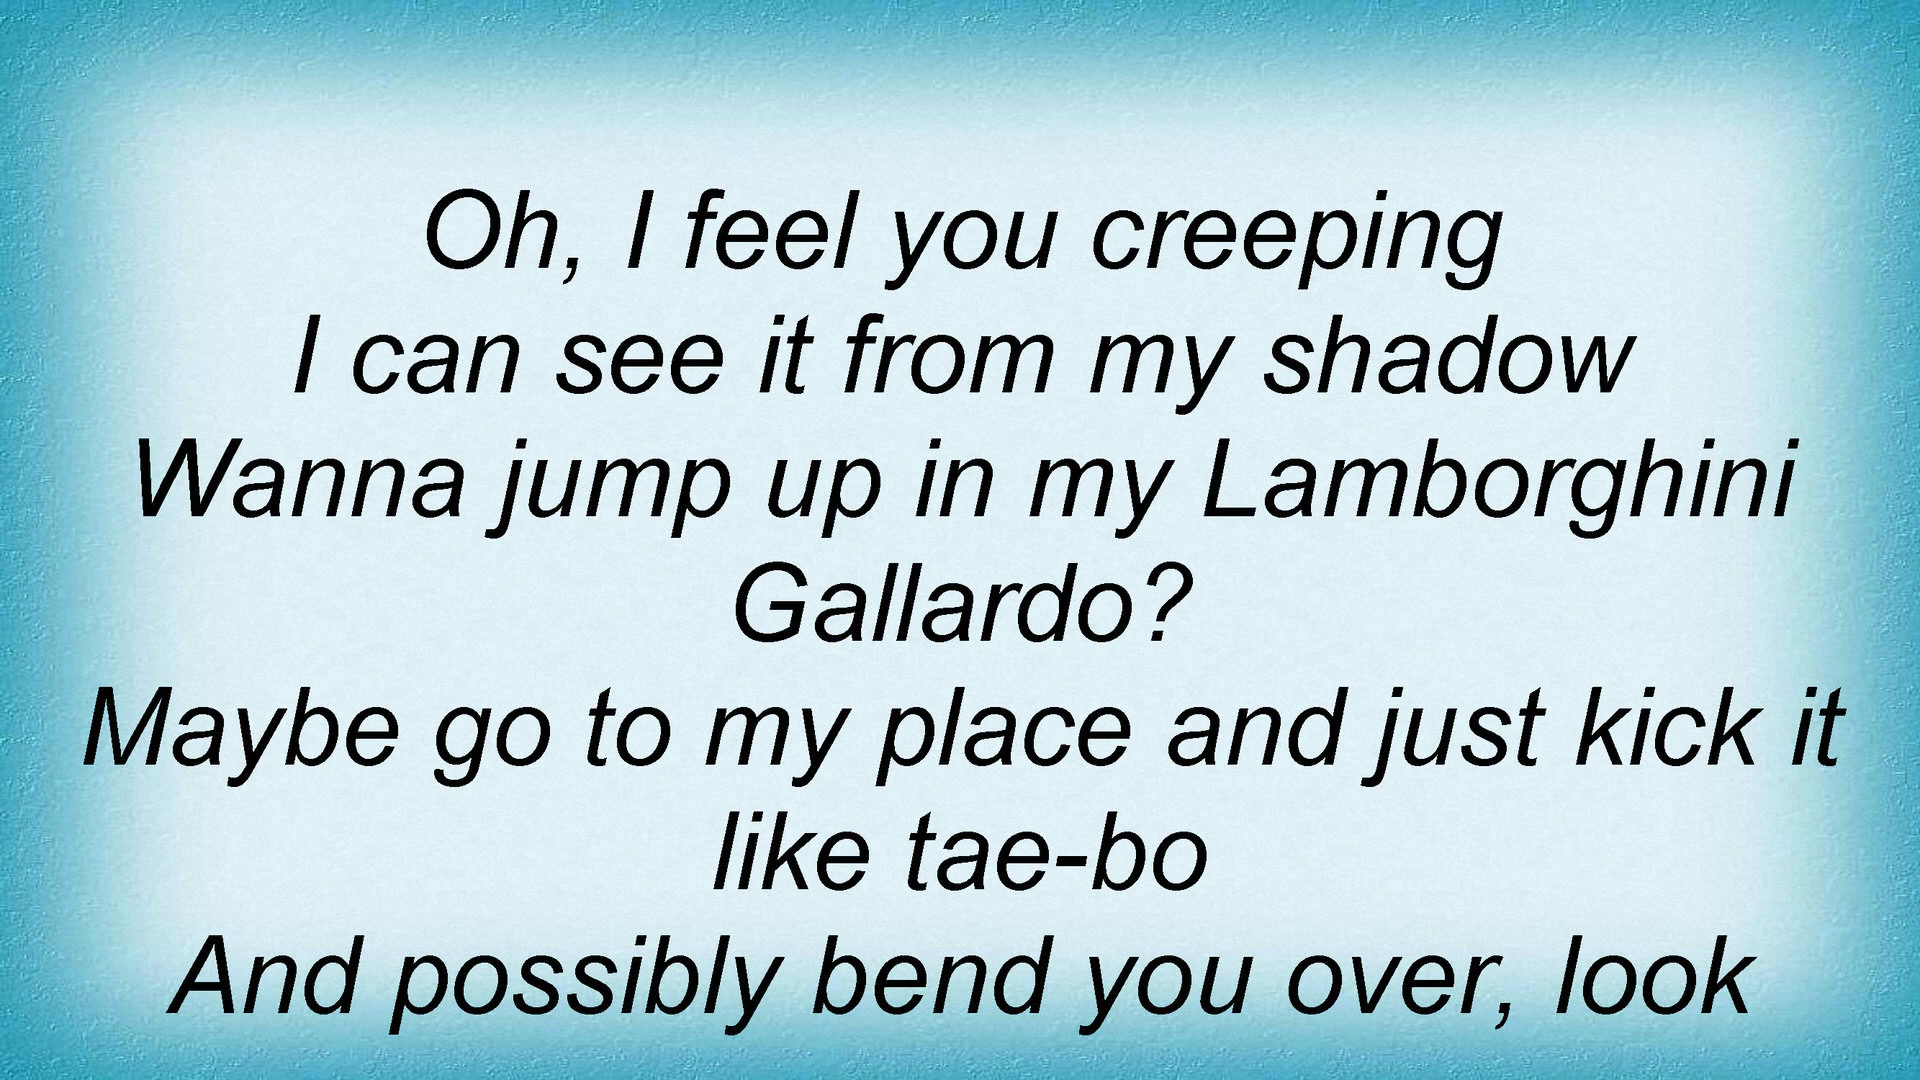 Oh, I feel you creeping
I can see it from my shadow
Wanna jump up in my Lamborghini
Gallardo?
Maybe go to my place and just kick it
like tae-bo
And possibly bend you over, look